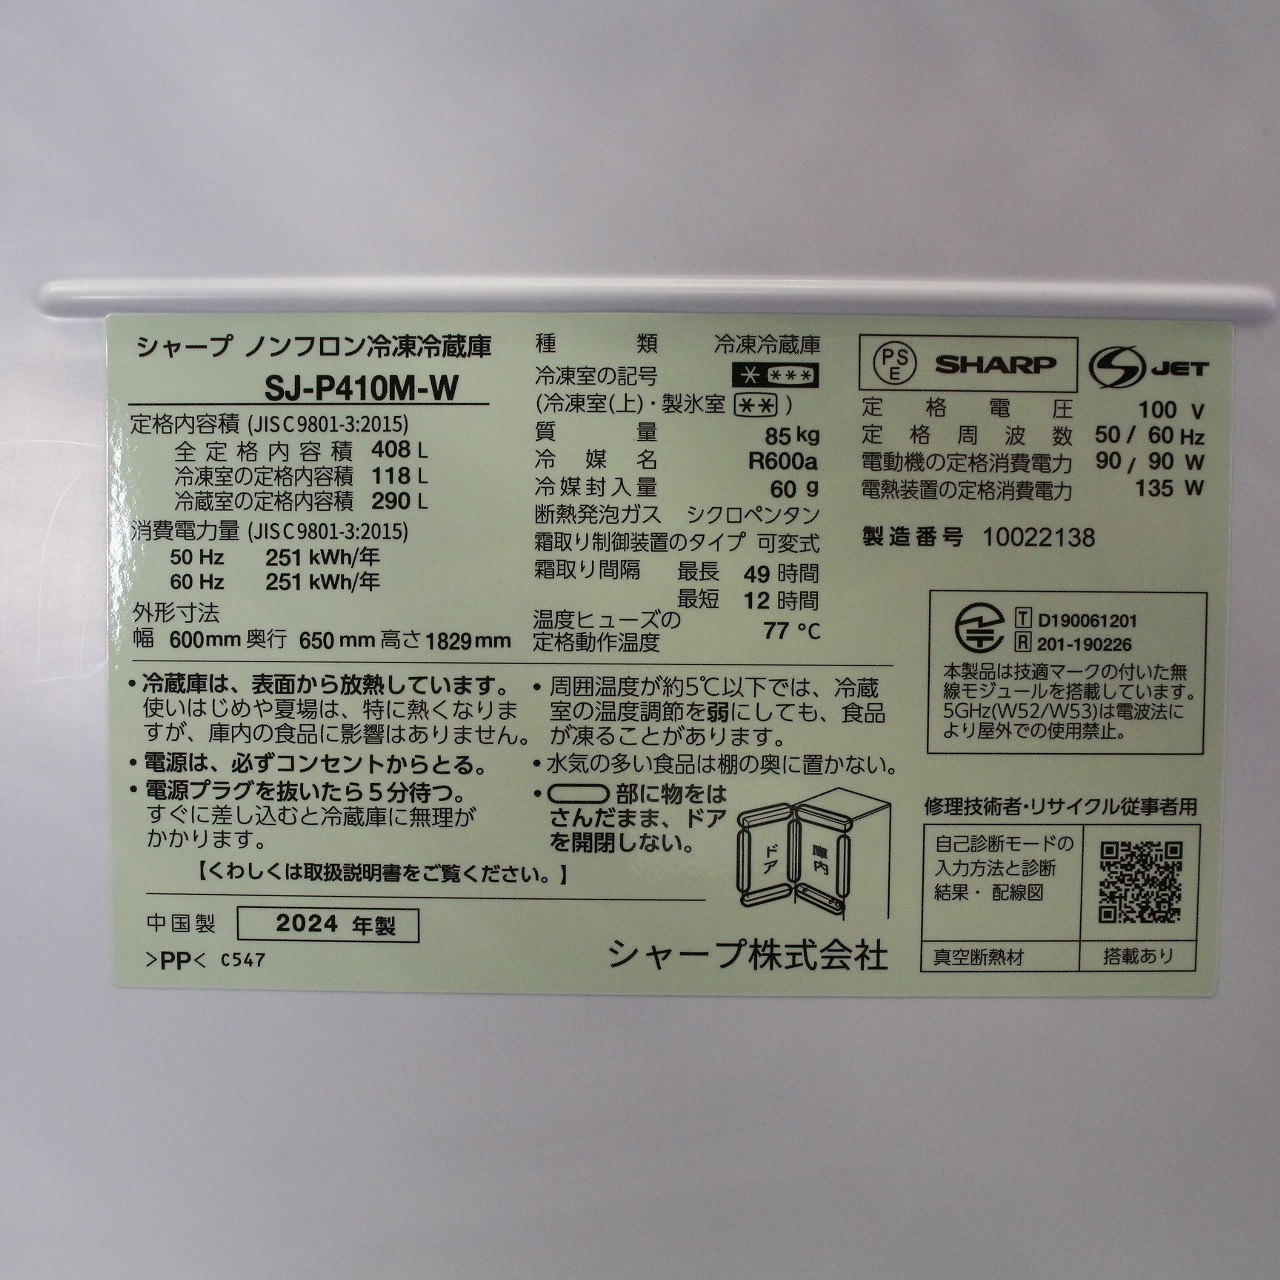 シャープ ノンフロン冷凍冷蔵庫
SJ-P410M-W
定格内容積 (JIS C 9801-3:2015)
全定格内容積 408 L
冷凍室の定格内容積 118 L
冷蔵室の定格内容積 290 L
消費電力量 (JIS C 9801-3:2015)
50 Hz 251 kWh/年
60 Hz 251 kWh/年
外形寸法
幅 600mm 奥行 650 mm 高さ 1829 mm
種類 冷凍冷蔵庫
冷凍室の記号 * ***
(冷凍室(上)・製氷室 ** )
質量 85 kg
冷媒名 R600a
冷媒封入量 60 g
断熱発泡ガス シクロペンタン
霜取り制御装置のタイプ 可変式
霜取り間隔 最長 49 時間
最短 12 時間
温度ヒューズの
定格動作温度 77 ℃
PSE SHARP S JET
定格電圧 100 V
定格周波数 50 / 60 Hz
電動機の定格消費電力 90 / 90 W
電熱装置の定格消費電力 135 W
製造番号 10022138
T D190061201
R 201-190226
本製品は技適マークの付いた無
線モジュールを搭載しています。
5GHz(W52/W53)は電波法に
より屋外での使用禁止。
・冷蔵庫は、表面から放熱しています。
使いはじめや夏場は、特に熱くなりま
すが、庫内の食品に影響はありません。
・電源は、必ずコンセントからとる。
・電源プラグを抜いたら5分待つ。
すぐに差し込むと冷蔵庫に無理が
かかります。
・周囲温度が約5℃以下では、冷蔵
室の温度調節を弱にしても、食品
が凍ることがあります。
・水気の多い食品は棚の奥に置かない。
・ 部に物をは
さんだまま、ドア
を開閉しない。
ドア
庫内
【くわしくは取扱説明書をご覧ください。】
中国製 2024 年製
>PP< C547
シャープ株式会社
修理技術者・リサイクル従事者用
自己診断モードの
入力方法と診断
結果・配線図
真空断熱材 搭載あり